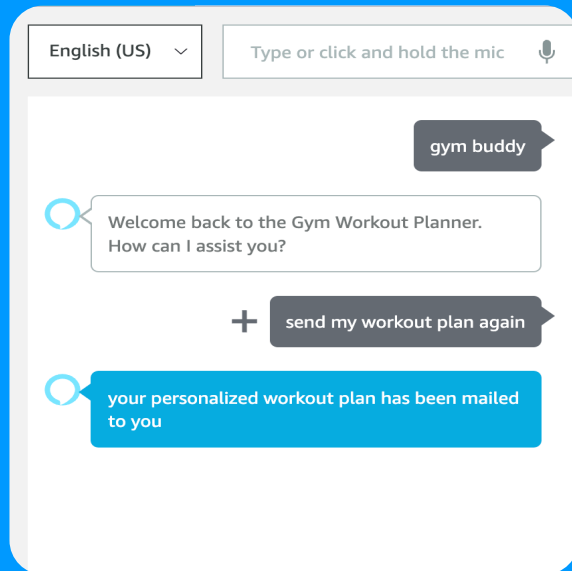 English (US)
Type or click and hold the mic
gym buddy
Welcome back to the Gym Workout Planner.
How can I assist you?
send my workout plan again
your personalized workout plan has been mailed
to you